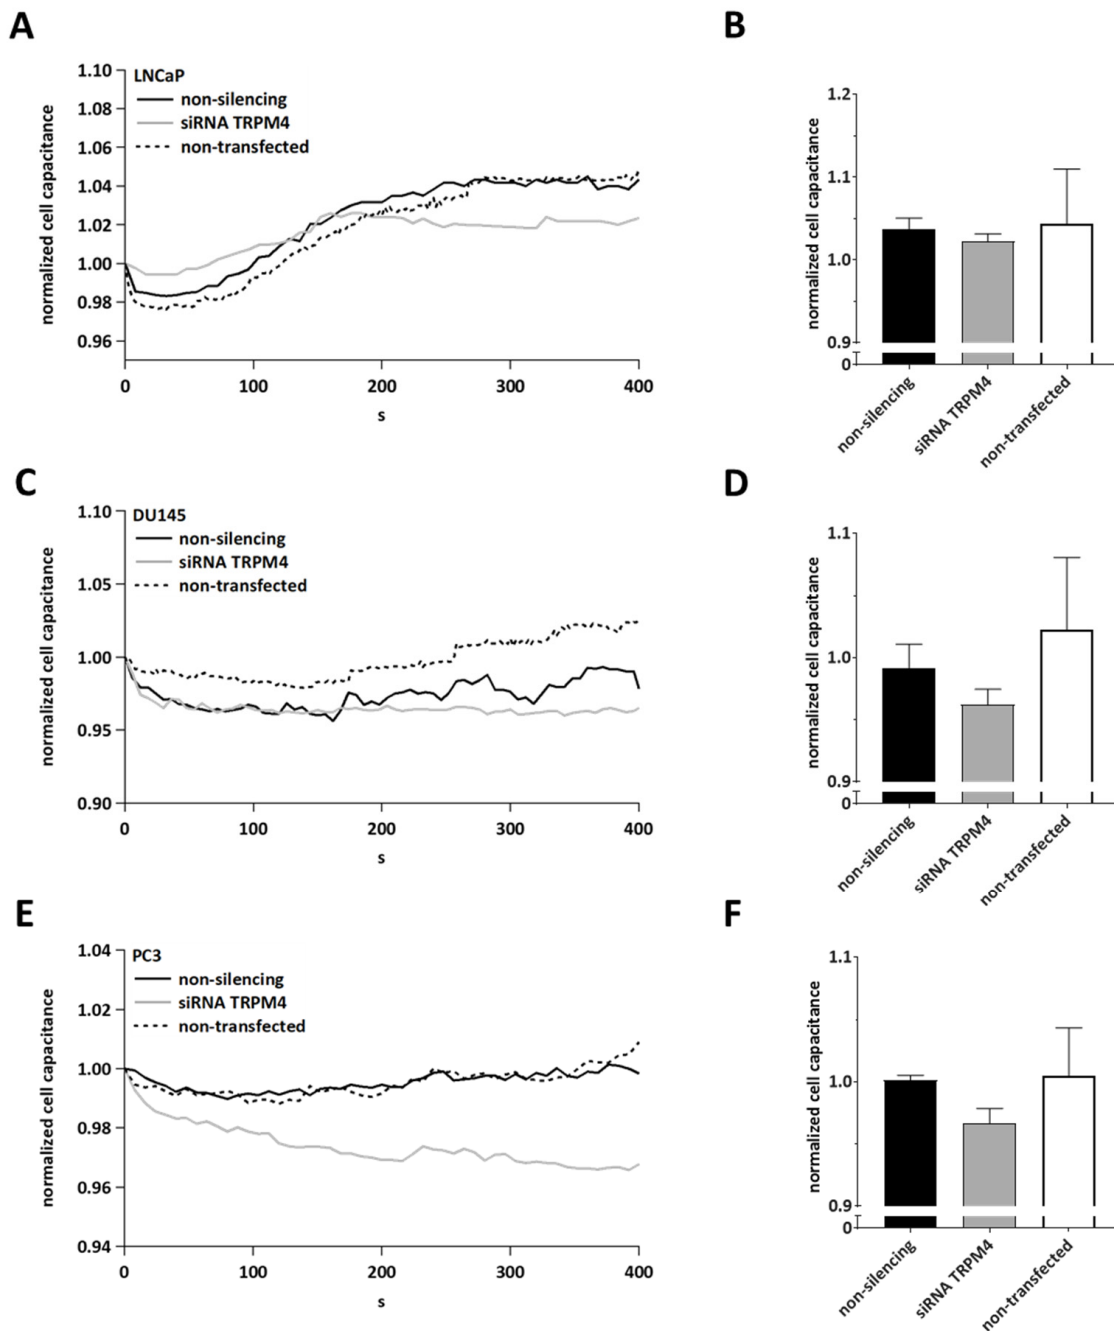 A
normalized cell capacitance
1.10
1.08
1.06
1.04
1.02
1.00
0.98
0.96
LNCaP
non-silencing
siRNA TRPM4
non-transfected
0 100 200 300 400
s
B
normalized cell capacitance
1.2
1.1
1.0
0.9
0
non-silencing
siRNA TRPM4
non-transfected
C
normalized cell capacitance
1.10
1.05
1.00
0.95
0.90
DU145
non-silencing
siRNA TRPM4
non-transfected
0 100 200 300 400
s
D
normalized cell capacitance
1.1
1.0
0.9
0
non-silencing
siRNA TRPM4
non-transfected
E
normalized cell capacitance
1.04
1.02
1.00
0.98
0.96
0.94
PC3
non-silencing
siRNA TRPM4
non-transfected
0 100 200 300 400
s
F
normalized cell capacitance
1.1
1.0
0.9
0
non-silencing
siRNA TRPM4
non-transfected